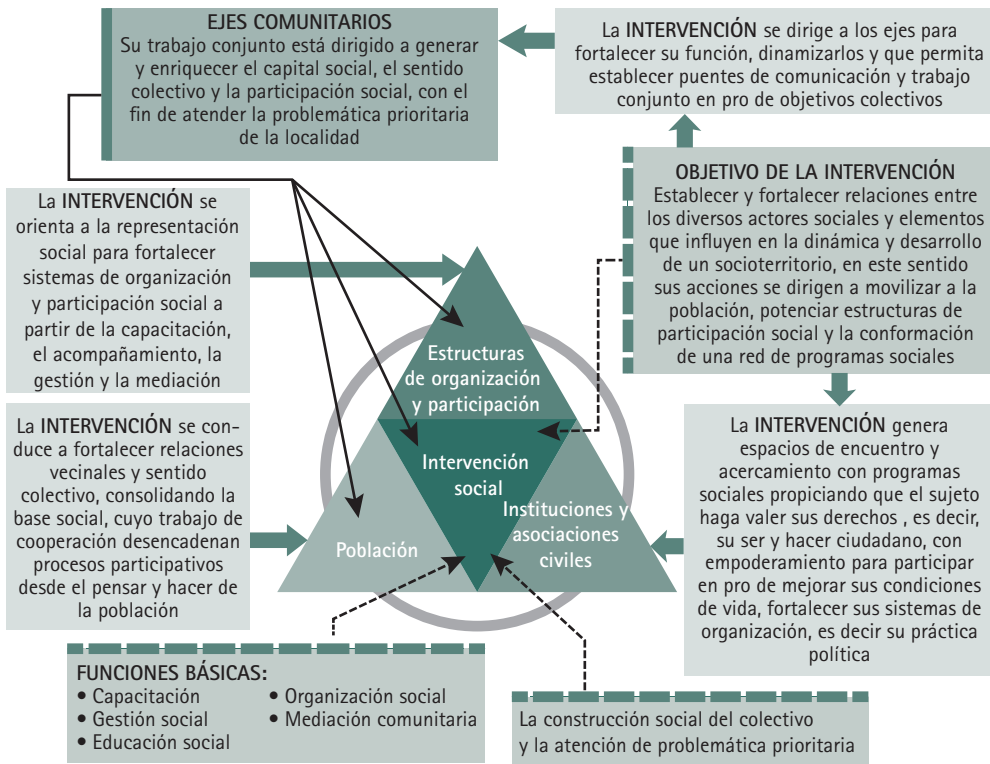 EJES COMUNITARIOS
Su trabajo conjunto está dirigido a generar
y enriquecer el capital social, el sentido
colectivo y la participación social, con el
fin de atender la problemática prioritaria
de la localidad
La INTERVENCIÓN se dirige a los ejes para
fortalecer su función, dinamizarlos y que permita
establecer puentes de comunicación y trabajo
conjunto en pro de objetivos colectivos
OBJETIVO DE LA INTERVENCIÓN
Establecer y fortalecer relaciones entre
los diversos actores sociales y elementos
que influyen en la dinámica y desarrollo
de un socioterritorio, en este sentido
sus acciones se dirigen a movilizar a la
población, potenciar estructuras de
participación social y la conformación
de una red de programas sociales
La INTERVENCIÓN se
orienta a la representación
social para fortalecer
sistemas de organización
y participación social a
partir de la capacitación,
el acompañamiento, la
gestión y la mediación
Estructuras
de organización
y participación
Intervención
social
Población
Instituciones y
asociaciones
civiles
La INTERVENCIÓN se con-
duce a fortalecer relaciones
vecinales y sentido
colectivo, consolidando la
base social, cuyo trabajo de
cooperación desencadenan
procesos participativos
desde el pensar y hacer de
la población
La INTERVENCIÓN genera
espacios de encuentro y
acercamiento con programas
sociales propiciando que el sujeto
haga valer sus derechos , es decir,
su ser y hacer ciudadano, con
empoderamiento para participar
en pro de mejorar sus condiciones
de vida, fortalecer sus sistemas de
organización, es decir su práctica
política
FUNCIONES BÁSICAS:
• Capacitación
• Gestión social
• Educación social
• Organización social
• Mediación comunitaria
La construcción social del colectivo
y la atención de problemática prioritaria